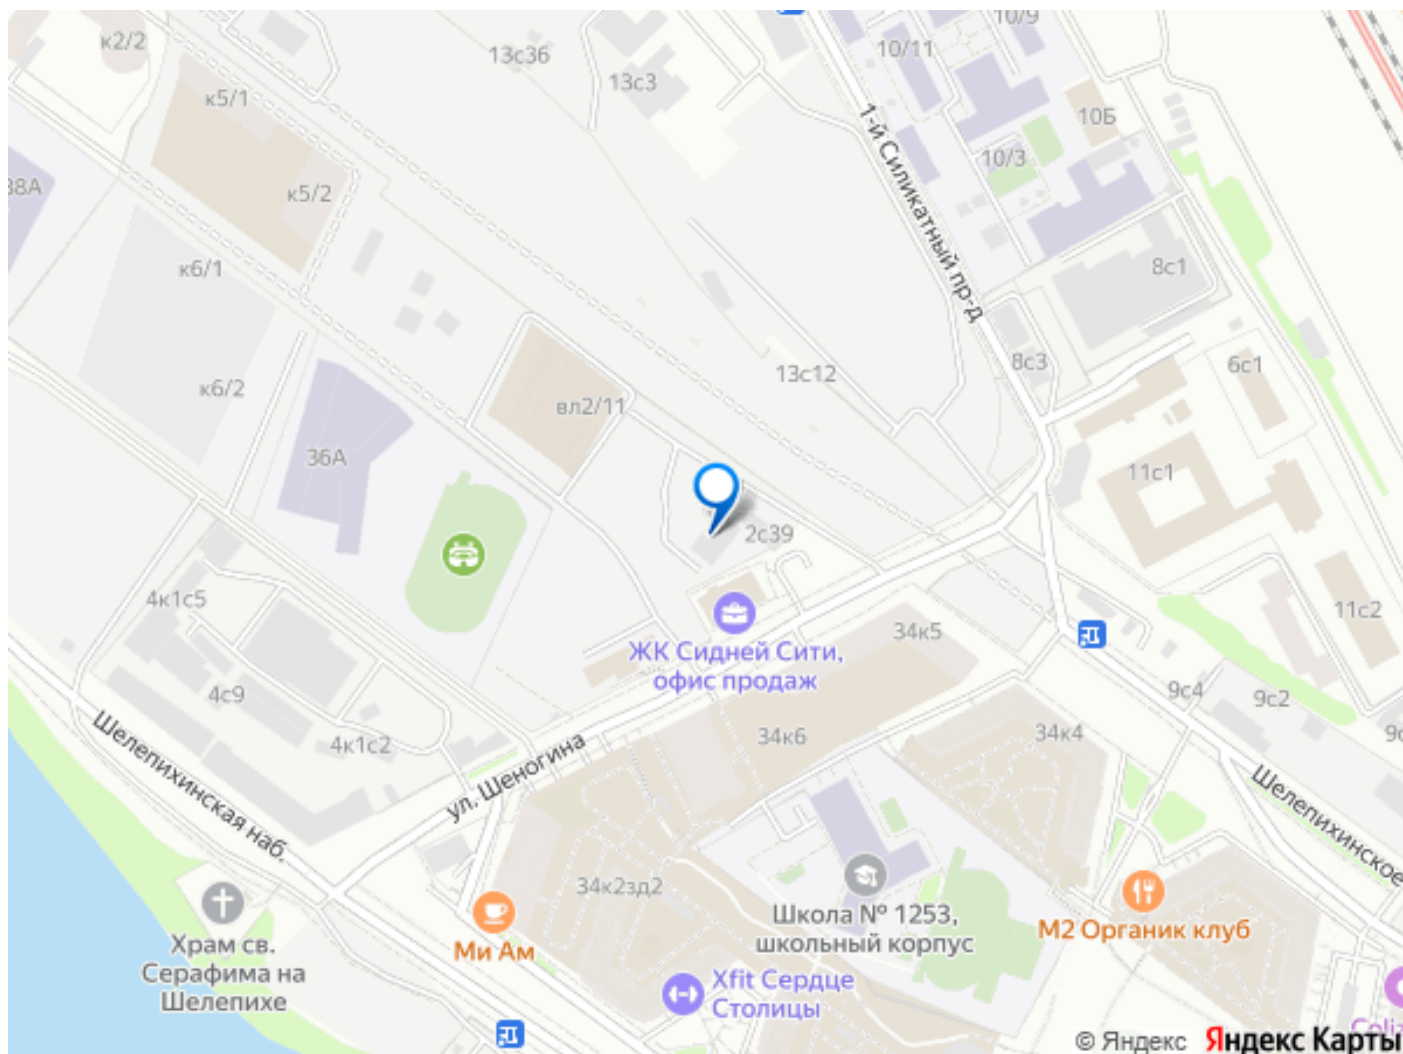 к2/2
13с36
10/9
10/11
13с3
к5/1
10Б
1-й Силикатный пр-д
10/3
38А
к5/2
к6/1
8с1
13с12
8с3
6с1
к6/2
вл2/11
36А
11с1
2с39
4к1с5
11с2
34к5
ЖК Сидней Сити,
офис продаж
4с9
9с4
9с2
4к1с2
34к6
34к4
Шелепихинская наб.
ул. Шеногина
Шелепихинское
34к2зд2
Школа № 1253,
школьный корпус
М2 Органик клуб
Ми Ам
Храм св.
Серафима на
Шелепихе
Xfit Сердце
Столицы
© Яндекс
Яндекс Карты